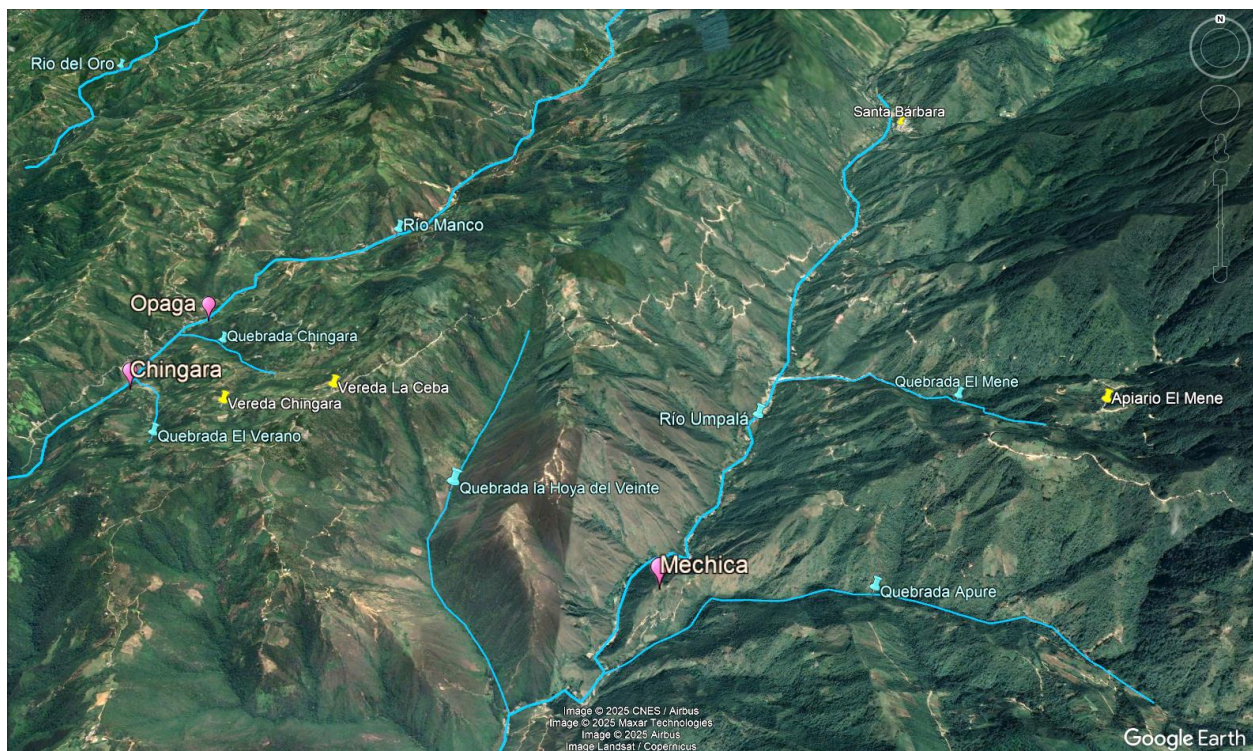 N
Rio del Oro
Santa Bárbara
Río Manco
Opaga
Quebrada Chingara
Chingara
Vereda La Ceba
Vereda Chingara
Quebrada El Mene
Apiario El Mene
Río Umpalá
Quebrada El Verano
Quebrada la Hoya del Veinte
Mechica
Quebrada Apure
Image © 2025 CNES / Airbus
Image © 2025 Maxar Technologies
Image © 2025 Airbus
Image Landsat / Copernicus
Google Earth